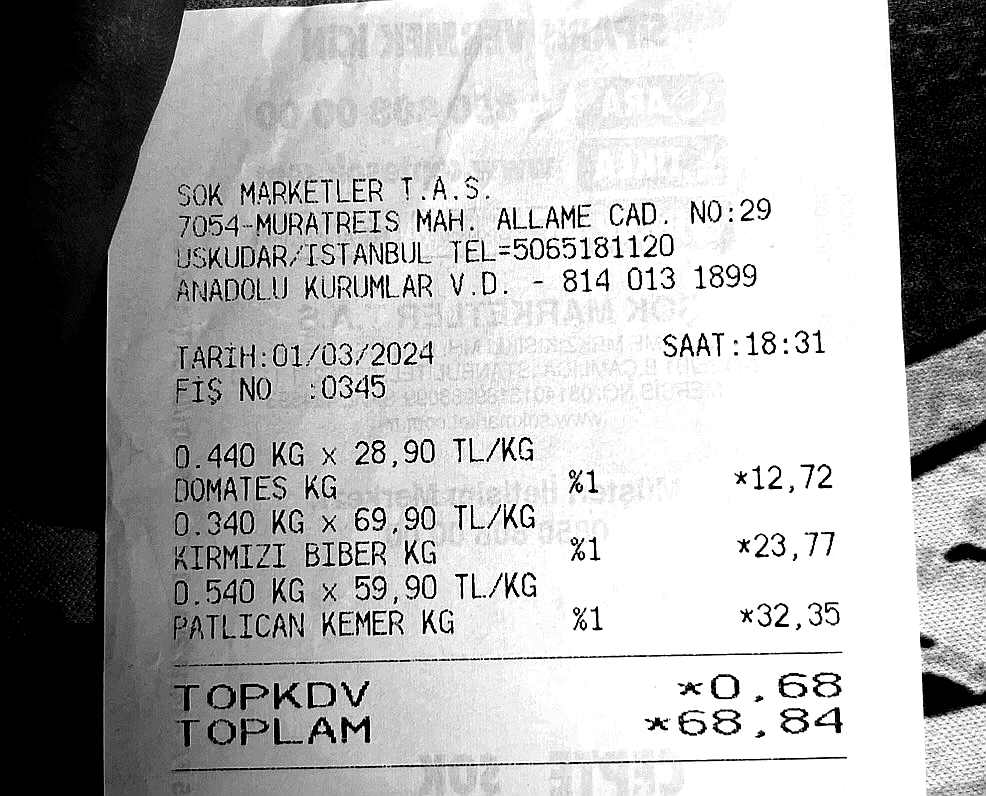 SOK MARKETLER T.A.S.
7054-MURATREIS MAH. ALLAME CAD. NO:29
USKUDAR/ISTANBUL TEL=5065181120
ANADOLU KURUMLAR V.D. - 814 013 1899
TARİH:01/03/2024 SAAT:18:31
FİŞ NO :0345
0.440 KG x 28,90 TL/KG
DOMATES KG %1 *12,72
0.340 KG x 69,90 TL/KG
KIRMIZI BIBER KG %1 *23,77
0.540 KG x 59,90 TL/KG
PATLICAN KEMER KG %1 *32,35
TOPKDV *0,68
TOPLAM *68,84